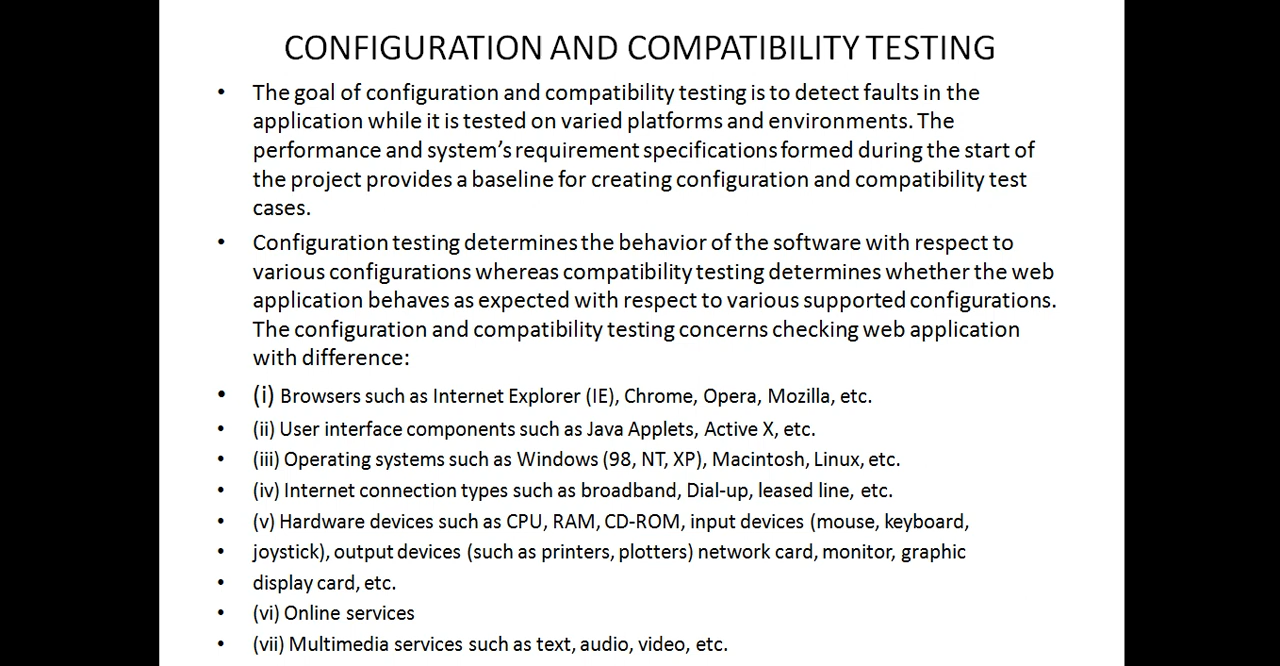 CONFIGURATION AND COMPATIBILITY TESTING
• The goal of configuration and compatibility testing is to detect faults in the
application while it is tested on varied platforms and environments. The
performance and system's requirement specifications formed during the start of
the project provides a baseline for creating configuration and compatibility test
cases.
• Configuration testing determines the behavior of the software with respect to
various configurations whereas compatibility testing determines whether the web
application behaves as expected with respect to various supported configurations.
The configuration and compatibility testing concerns checking web application
with difference:
• (i) Browsers such as Internet Explorer (IE), Chrome, Opera, Mozilla, etc.
• (ii) User interface components such as Java Applets, Active X, etc.
• (iii) Operating systems such as Windows (98, NT, XP), Macintosh, Linux, etc.
• (iv) Internet connection types such as broadband, Dial-up, leased line, etc.
• (v) Hardware devices such as CPU, RAM, CD-ROM, input devices (mouse, keyboard,
• joystick), output devices (such as printers, plotters) network card, monitor, graphic
• display card, etc.
• (vi) Online services
• (vii) Multimedia services such as text, audio, video, etc.